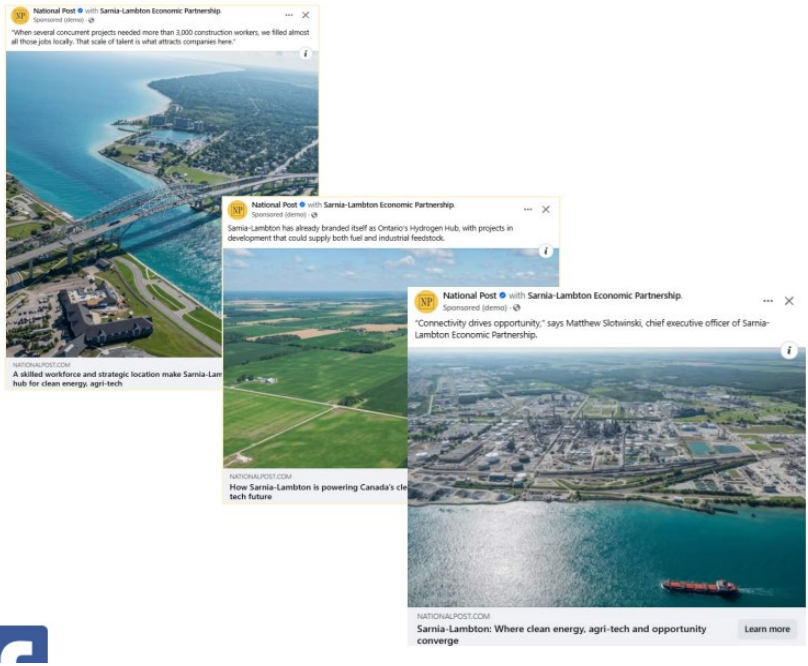 National Post with Sarnia-Lambton Economic Partnership.
Sponsored (demo) ·
"When several concurrent projects needed more than 3,000 construction workers, we filled almost
all those jobs locally. That scale of talent is what attracts companies here."
NATIONALPOST.COM
A skilled workforce and strategic location make Sarnia-Lam
hub for clean energy, agri-tech
NP
National Post with Sarnia-Lambton Economic Partnership.
Sponsored (demo) ·
Sarnia-Lambton has already branded itself as Ontario's Hydrogen Hub, with projects in
development that could supply both fuel and industrial feedstock.
NATIONALPOST.COM
How Sarnia-Lambton is powering Canada's cle
tech future
NP
National Post with Sarnia-Lambton Economic Partnership.
Sponsored (demo) ·
"Connectivity drives opportunity," says Matthew Slotwinski, chief executive officer of Sarnia-
Lambton Economic Partnership.
NATIONALPOST.COM
Sarnia-Lambton: Where clean energy, agri-tech and opportunity
converge
Learn more